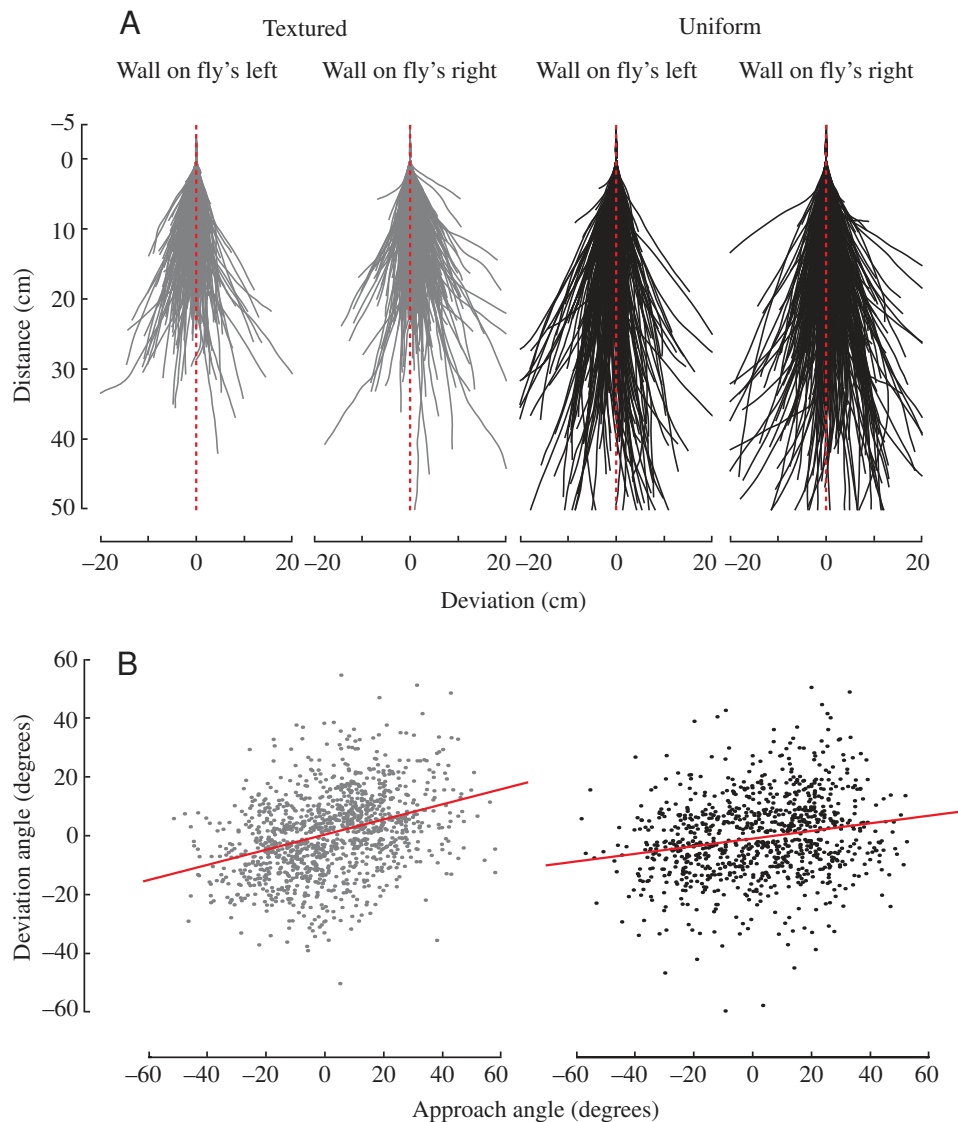 A
Textured Uniform
Wall on fly's left Wall on fly's right Wall on fly's left Wall on fly's right
–5
0
10
20
30
40
50
Distance (cm)
–20 0 20 –20 0 20 –20 0 20 –20 0 20
Deviation (cm)
B
60
40
20
0
–20
–40
–60
Deviation angle (degrees)
–60 –40 –20 0 20 40 60 –60 –40 –20 0 20 40 60
Approach angle (degrees)